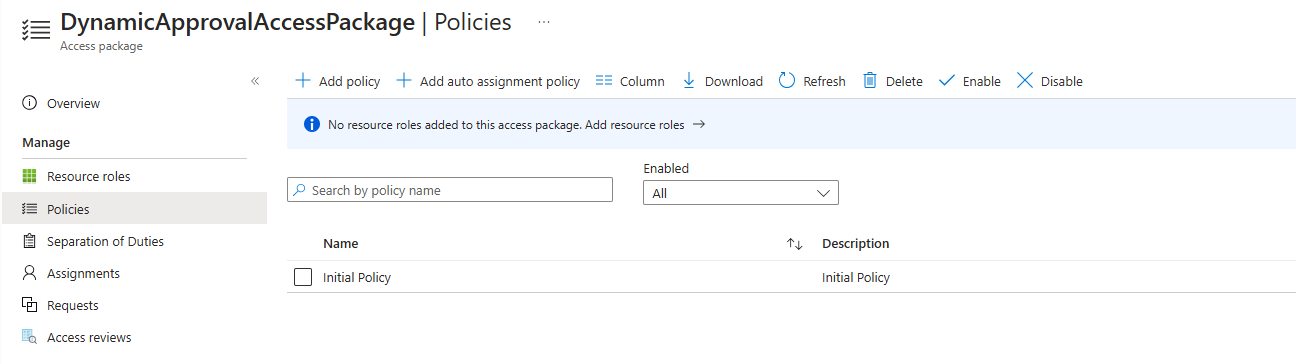 DynamicApprovalAccessPackage | Policies ...
Access package
«
Overview
Manage
Resource roles
Policies
Separation of Duties
Assignments
Requests
Access reviews
Add policy Add auto assignment policy Column Download Refresh Delete Enable Disable
No resource roles added to this access package. Add resource roles →
Enabled
Search by policy name All
Name Description
Initial Policy Initial Policy